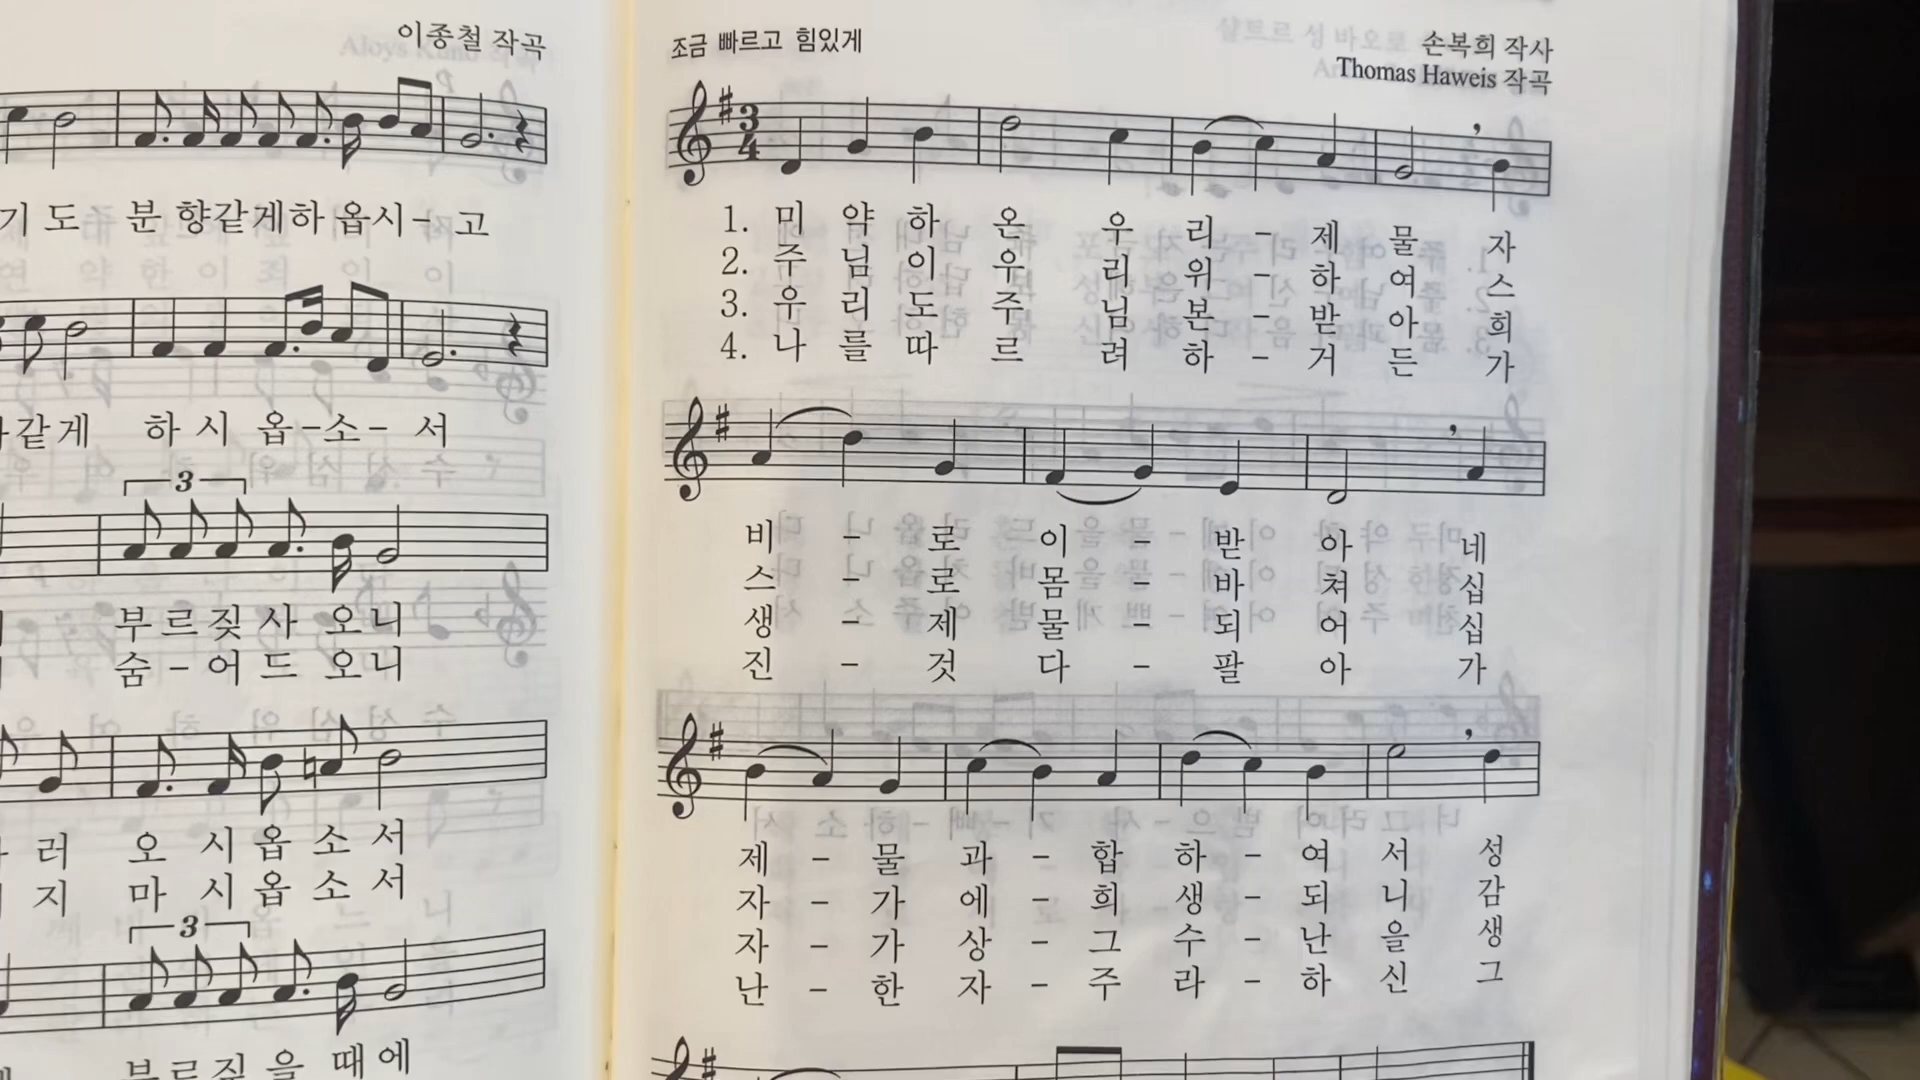 이종철 작곡
기 도 분 향같게하 옵시- 고
같게 하 시 옵-소- 서
3
부르짖사 오니
숨-어드 오니
러 오 시 옵 소 서
지 마 시 옵 소 서
3
부르짖을 때에
조금 빠르고 힘있게
손복희 작사
Thomas Haweis 작곡
3
4
1. 미 약 하 온 우 리 - 제 물 자
2. 주 님 이 우 리 위 - 하 여 스
3. 우 리 도 주 님 본 - 받 아 희
4. 나 를 따 르 려 하 - 거 든 가
비 - 로 이 - 받 아 네
스 - 로 몸 - 바 쳐 십
생 - 제 물 - 되 어 십
진 - 것 다 - 팔 아 가
제 - 물 과 - 합 하 - 여 서 성
자 - 가 에 - 희 생 - 되 니 감
자 - 가 상 - 그 수 - 난 을 생
난 - 한 자 - 주 라 - 하 신 그